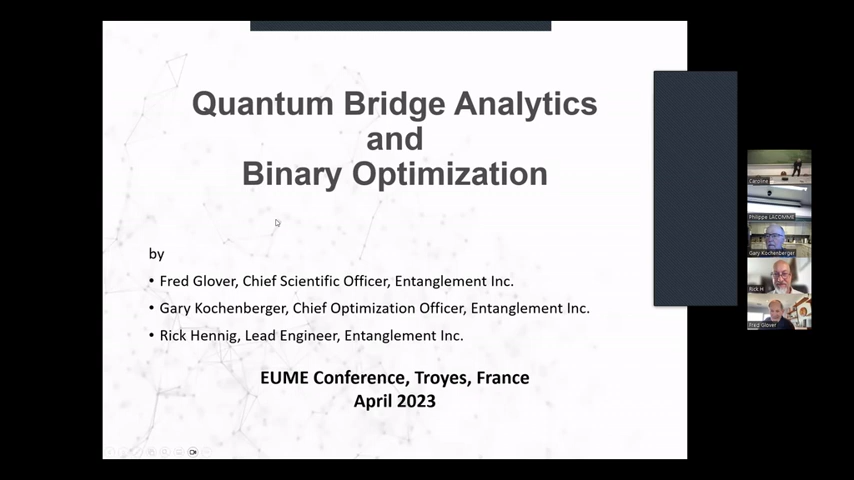 Quantum Bridge Analytics
and
Binary Optimization
by
• Fred Glover, Chief Scientific Officer, Entanglement Inc.
• Gary Kochenberger, Chief Optimization Officer, Entanglement Inc.
• Rick Hennig, Lead Engineer, Entanglement Inc.
EUME Conference, Troyes, France
April 2023
Caroline
Philippe LACOMME
Gary Kochenberger
Rick H
Fred Glover